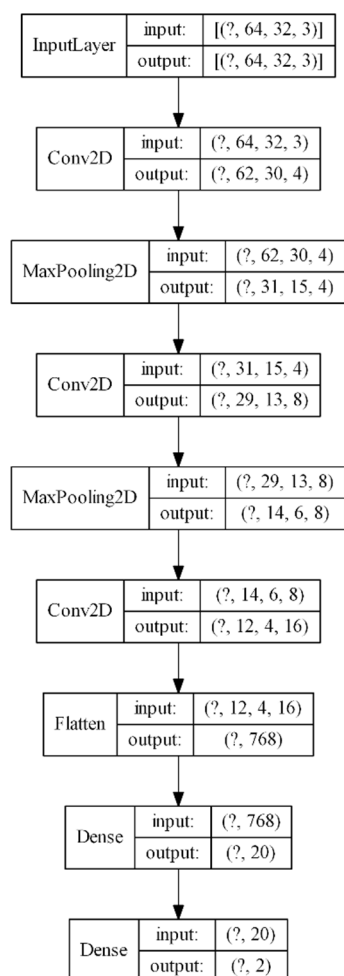 InputLayer
input: [(?, 64, 32, 3)]
output: [(?, 64, 32, 3)]
Conv2D
input: (?, 64, 32, 3)
output: (?, 62, 30, 4)
MaxPooling2D
input: (?, 62, 30, 4)
output: (?, 31, 15, 4)
Conv2D
input: (?, 31, 15, 4)
output: (?, 29, 13, 8)
MaxPooling2D
input: (?, 29, 13, 8)
output: (?, 14, 6, 8)
Conv2D
input: (?, 14, 6, 8)
output: (?, 12, 4, 16)
Flatten
input: (?, 12, 4, 16)
output: (?, 768)
Dense
input: (?, 768)
output: (?, 20)
Dense
input: (?, 20)
output: (?, 2)